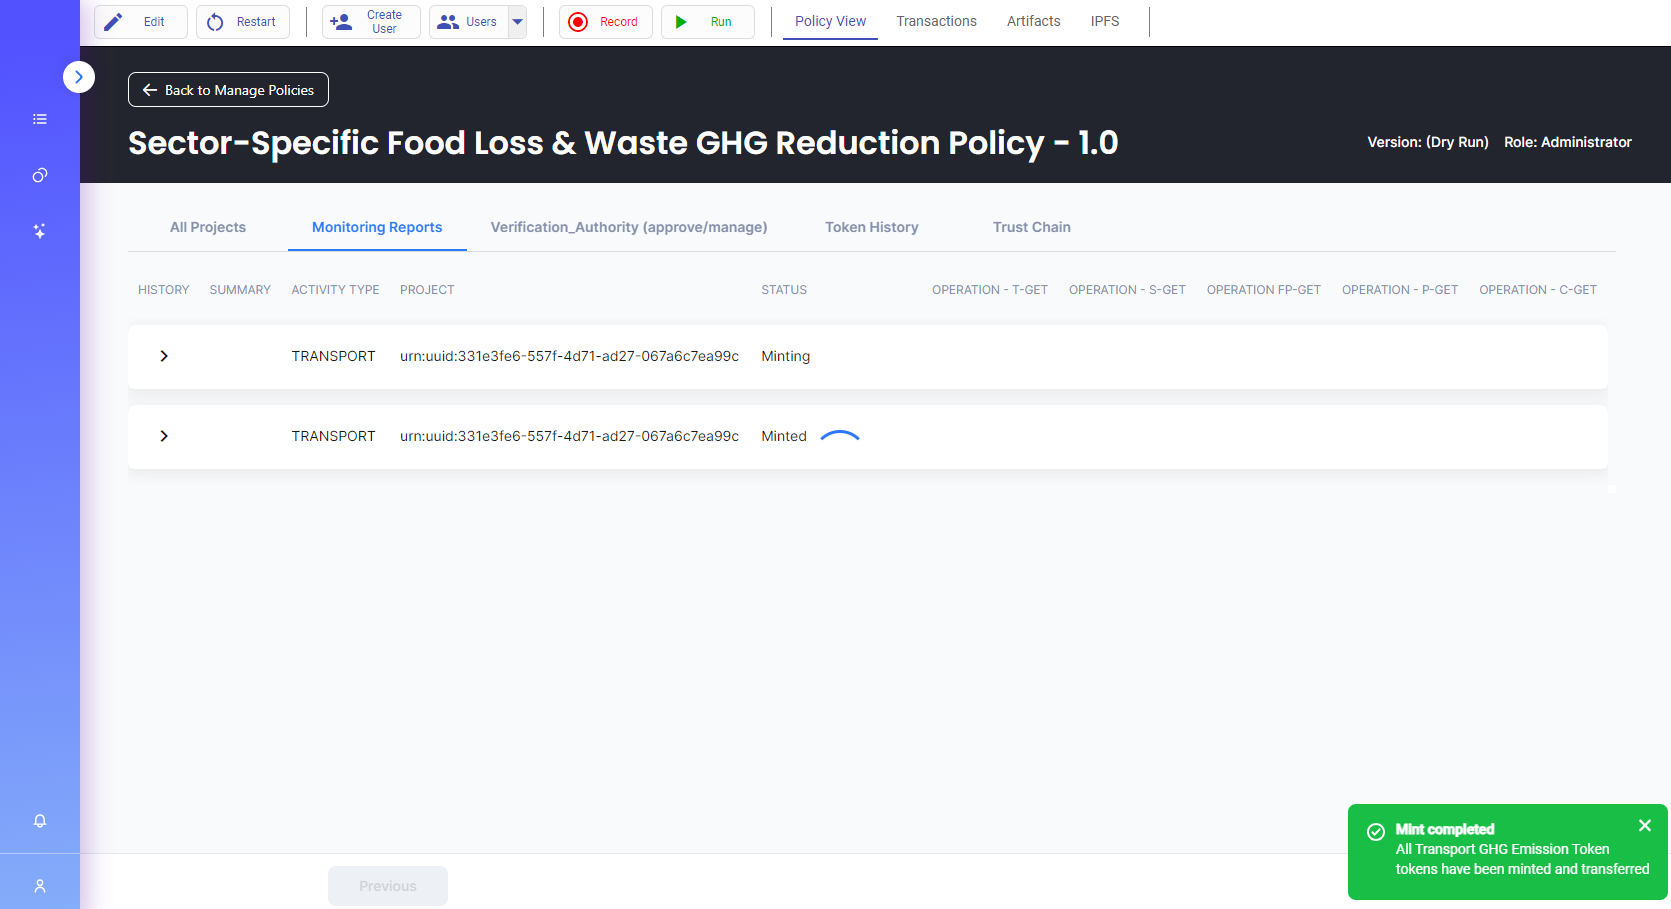 Edit
Restart
Create
User
Users
Record
Run
Policy View
Transactions
Artifacts
IPFS
Back to Manage Policies
Sector-Specific Food Loss & Waste GHG Reduction Policy - 1.0
Version: (Dry Run) Role: Administrator
All Projects
Monitoring Reports
Verification_Authority (approve/manage)
Token History
Trust Chain
HISTORY SUMMARY ACTIVITY TYPE PROJECT STATUS OPERATION - T-GET OPERATION - S-GET OPERATION FP-GET OPERATION - P-GET OPERATION - C-GET
TRANSPORT urn:uuid:331e3fe6-557f-4d71-ad27-067a6c7ea99c Minting
TRANSPORT urn:uuid:331e3fe6-557f-4d71-ad27-067a6c7ea99c Minted
Mint completed
All Transport GHG Emission Token
tokens have been minted and transferred
Previous